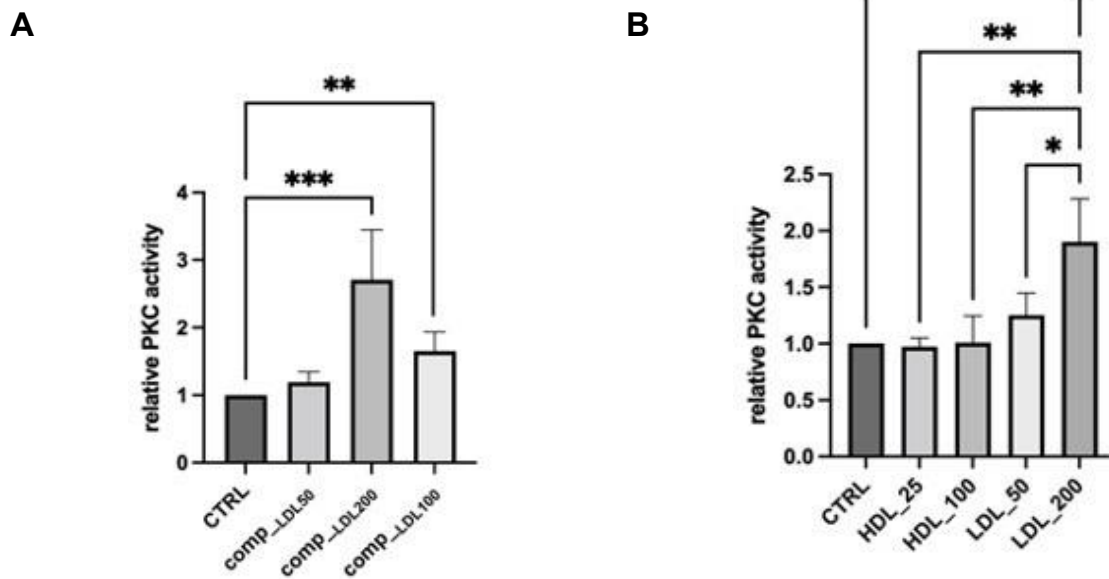 A
**
***
relative PKC activity
4
3
2
1
0
CTRL
comp_LDL50
comp_LDL200
comp_LDL100
B
**
**
*
relative PKC activity
2.5
2.0
1.5
1.0
0.5
0.0
CTRL
HDL_25
HDL_100
LDL_50
LDL_200